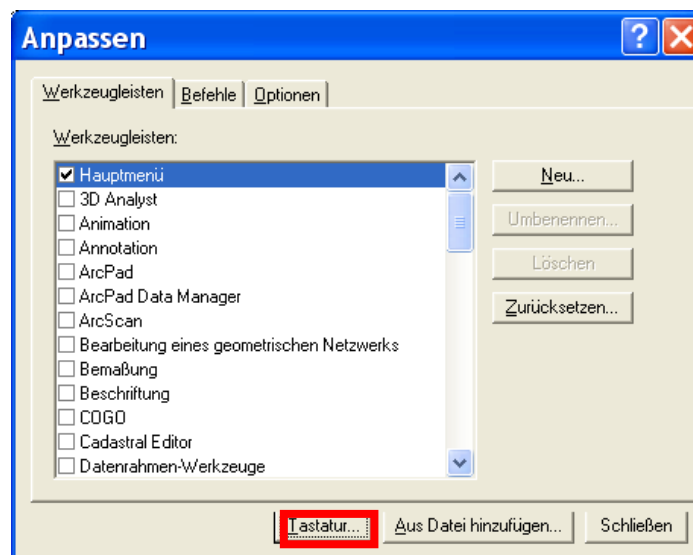 Anpassen
Werkzeugleisten Befehle Optionen
Werkzeugleisten:
Hauptmenü
3D Analyst
Animation
Annotation
ArcPad
ArcPad Data Manager
ArcScan
Bearbeitung eines geometrischen Netzwerks
Bemaßung
Beschriftung
COGO
Cadastral Editor
Datenrahmen-Werkzeuge
Neu...
Umbenennen...
Löschen
Zurücksetzen...
Tastatur... Aus Datei hinzufügen... Schließen